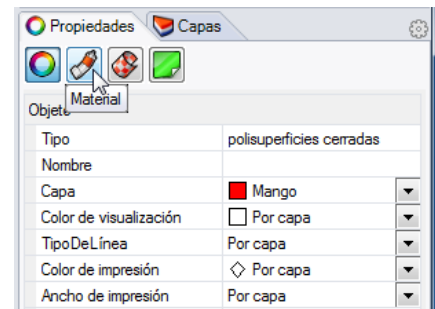 Propiedades Capas
Material
Objeto
Tipo polisuperficies cerradas
Nombre
Capa Mango
Color de visualización Por capa
TipoDeLínea Por capa
Color de impresión Por capa
Ancho de impresión Por capa